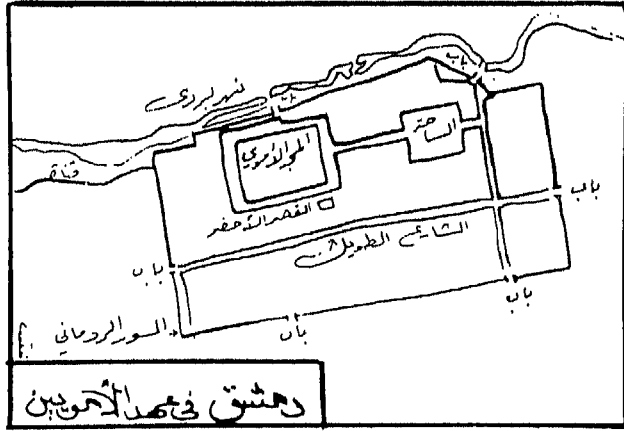 باب
نهر بردى
باب
الساحة
المسجد الأموي
قناة
باب
القصر الأخضر
الشارع الطويل
باب
باب
السور الروماني
باب
دمشق في عهد الأمويين